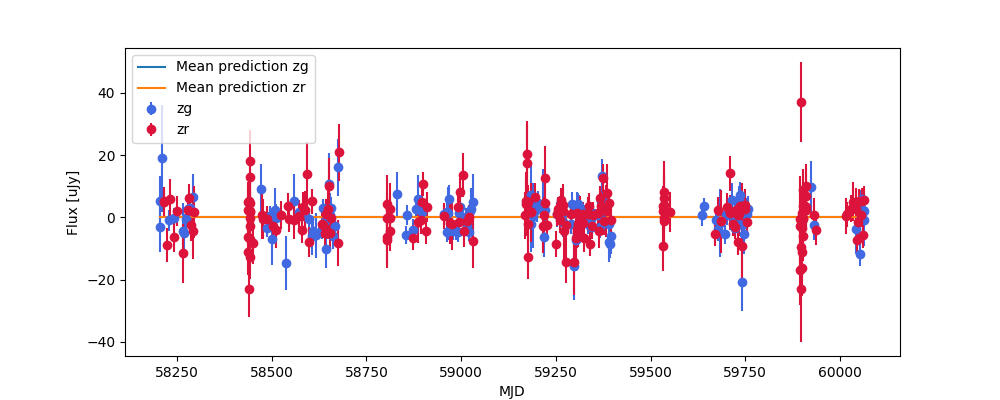 Mean prediction zg
Mean prediction zr
zg
zr
Flux [uJy]
40
20
0
−20
−40
58250
58500
58750
59000
59250
59500
59750
60000
MJD